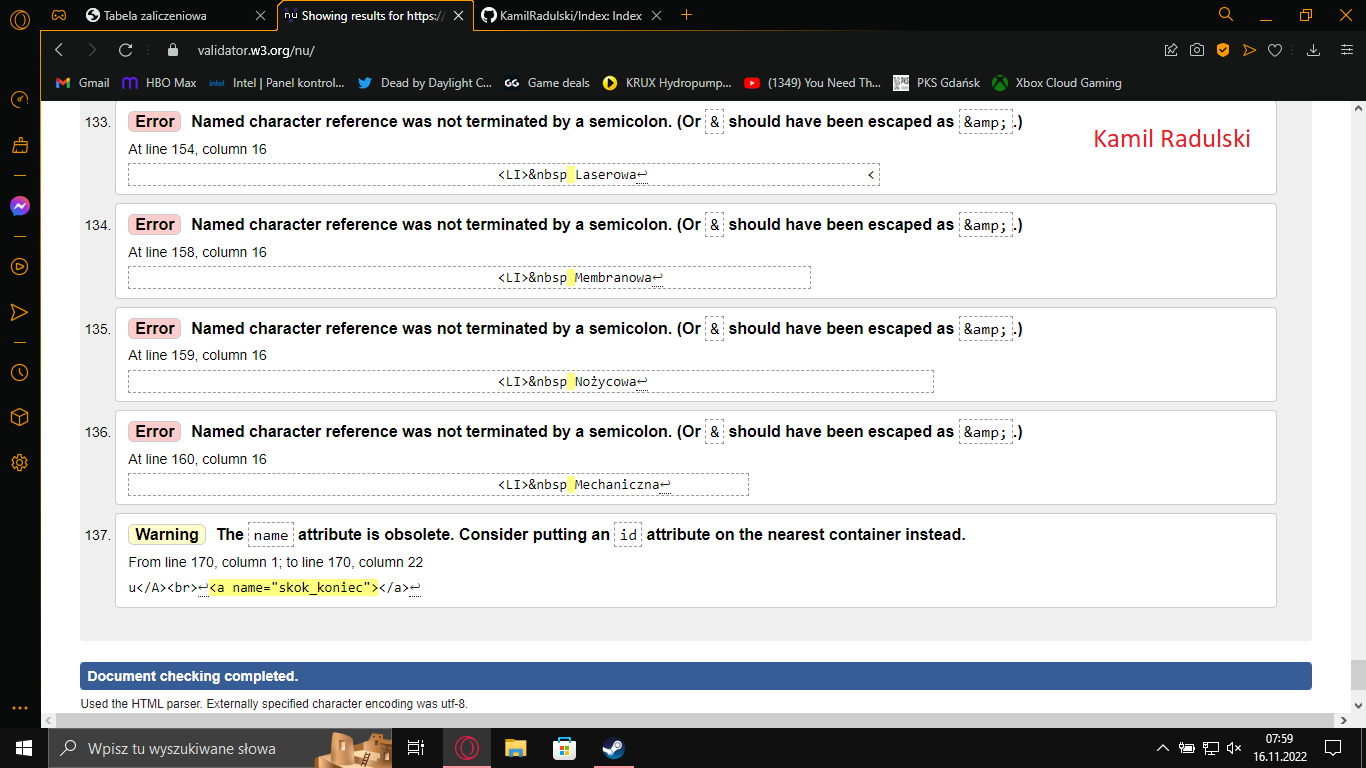 Tabela zaliczeniowa
Showing results for https:/
KamilRadulski/Index: Index
validator.w3.org/nu/
Gmail
HBO Max
intel Intel | Panel kontrol...
Dead by Daylight C...
GG Game deals
KRUX Hydropump...
(1349) You Need Th...
PKS Gdańsk
Xbox Cloud Gaming
Kamil Radulski
133. Error Named character reference was not terminated by a semicolon. (Or & should have been escaped as &amp; .)
At line 154, column 16
<LI>&nbsp Laserowa↩ <
134. Error Named character reference was not terminated by a semicolon. (Or & should have been escaped as &amp; .)
At line 158, column 16
<LI>&nbsp Membranowa↩
135. Error Named character reference was not terminated by a semicolon. (Or & should have been escaped as &amp; .)
At line 159, column 16
<LI>&nbsp Nożycowa↩
136. Error Named character reference was not terminated by a semicolon. (Or & should have been escaped as &amp; .)
At line 160, column 16
<LI>&nbsp Mechaniczna↩
137. Warning The name attribute is obsolete. Consider putting an id attribute on the nearest container instead.
From line 170, column 1; to line 170, column 22
u</A><br>↩<a name="skok_koniec"></a>↩
Document checking completed.
Used the HTML parser. Externally specified character encoding was utf-8.
Wpisz tu wyszukiwane słowa
07:59
16.11.2022